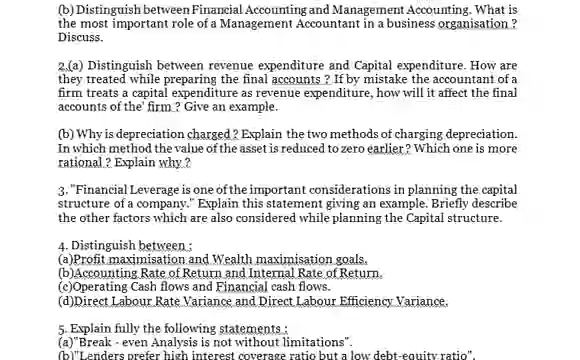 (b) Distinguish between Financial Accounting and Management Accounting. What is
the most important role of a Management Accountant in a business organisation ?
Discuss.
2.(a) Distinguish between revenue expenditure and Capital expenditure. How are
they treated while preparing the final accounts ? If by mistake the accountant of a
firm treats a capital expenditure as revenue expenditure, how will it affect the final
accounts of the' firm ? Give an example.
(b) Why is depreciation charged ? Explain the two methods of charging depreciation.
In which method the value of the asset is reduced to zero earlier ? Which one is more
rational ? Explain why ?
3. "Financial Leverage is one of the important considerations in planning the capital
structure of a company." Explain this statement giving an example. Briefly describe
the other factors which are also considered while planning the Capital structure.
4. Distinguish between :
(a)Profit maximisation and Wealth maximisation goals.
(b)Accounting Rate of Return and Internal Rate of Return.
(c)Operating Cash flows and Financial cash flows.
(d)Direct Labour Rate Variance and Direct Labour Efficiency Variance.
5. Explain fully the following statements :
(a)"Break - even Analysis is not without limitations".
(b)"Lenders prefer high interest coverage ratio but a low debt-equity ratio".